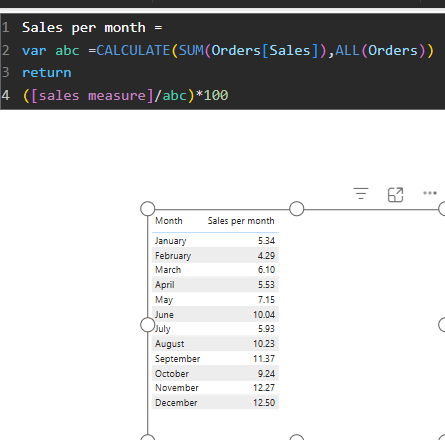 1 Sales per month =
2 var abc =CALCULATE(SUM(Orders[Sales]),ALL(Orders))
3 return
4 ([sales measure]/abc)*100
Month Sales per month
January 5.34
February 4.29
March 6.10
April 5.53
May 7.15
June 10.04
July 5.93
August 10.23
September 11.37
October 9.24
November 12.27
December 12.50